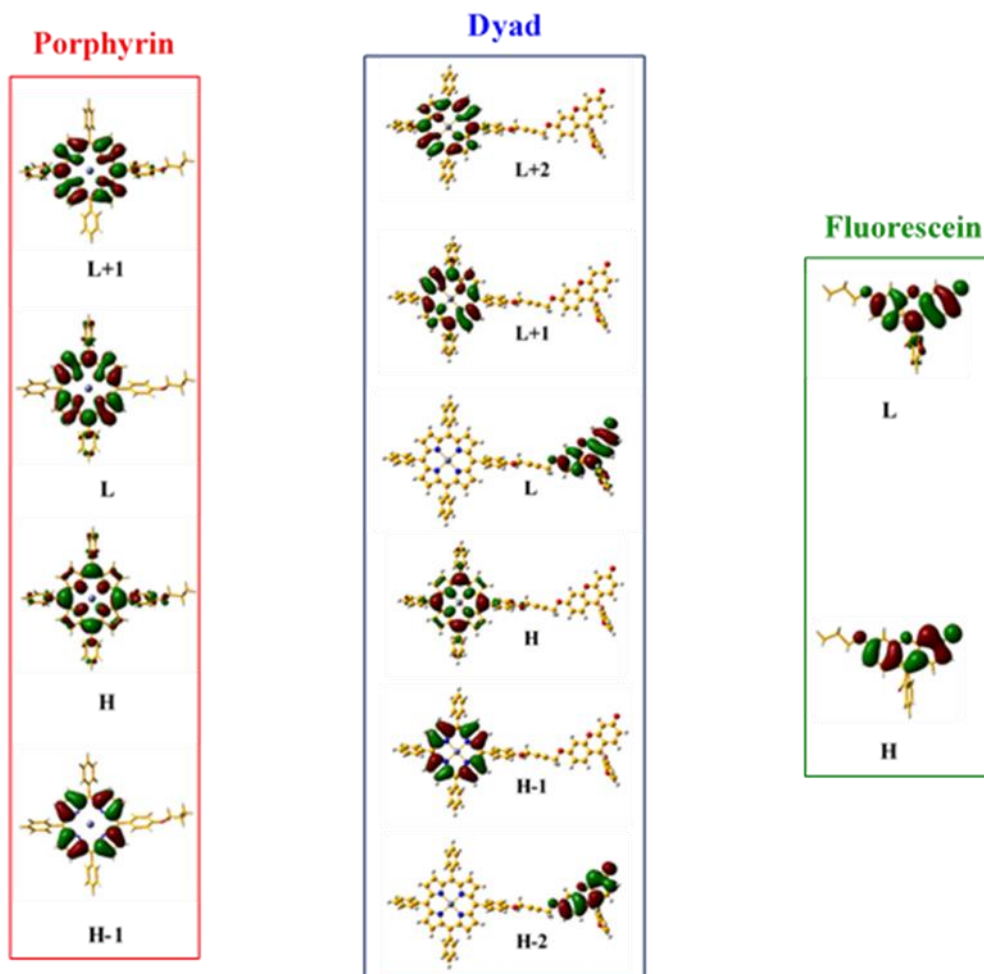 Porphyrin
L+1
L
H
H-1
Dyad
L+2
L+1
L
H
H-1
H-2
Fluorescein
L
H